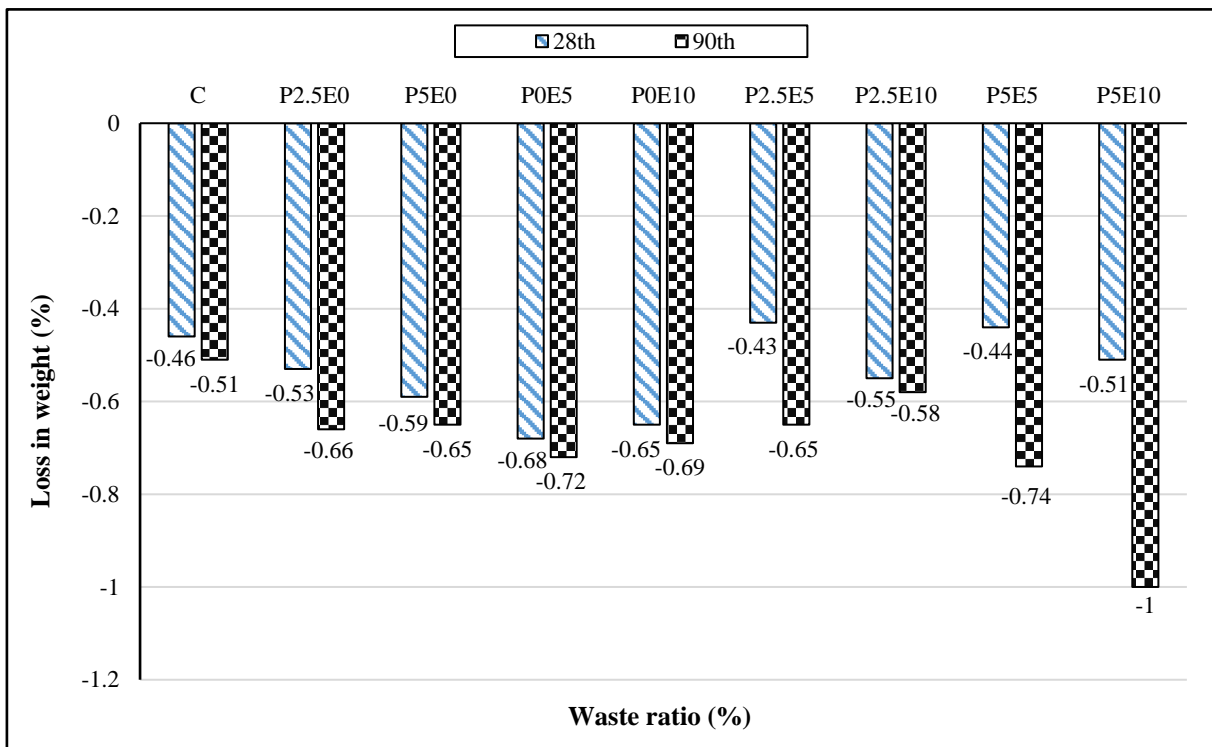 28th 90th
C P2.5E0 P5E0 P0E5 P0E10 P2.5E5 P2.5E10 P5E5 P5E10
0
-0.2
-0.4
-0.6
-0.8
-1
-1.2
Loss in weight (%)
-0.46 -0.51 -0.53 -0.66 -0.59 -0.65 -0.68 -0.72 -0.65 -0.69 -0.43 -0.65 -0.55 -0.58 -0.44 -0.74 -0.51 -1
Waste ratio (%)